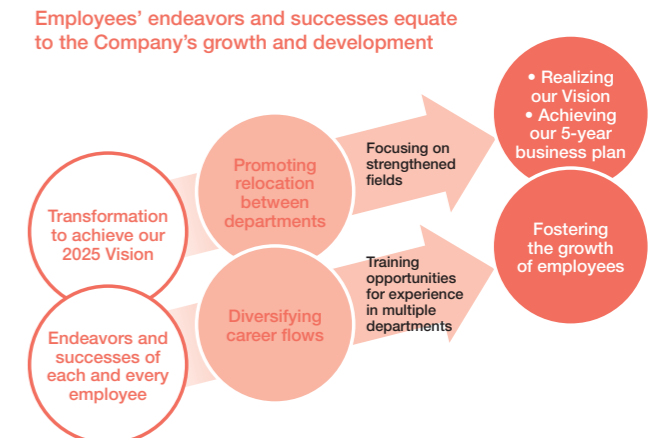 Employees' endeavors and successes equate
to the Company's growth and development
Transformation
to achieve our
2025 Vision
Endeavors and
successes of
each and every
employee
Promoting
relocation
between
departments
Diversifying
career flows
Focusing on
strengthened
fields
Training
opportunities
for experience
in multiple
departments
• Realizing
our Vision
• Achieving
our 5-year
business plan
Fostering
the growth
of employees